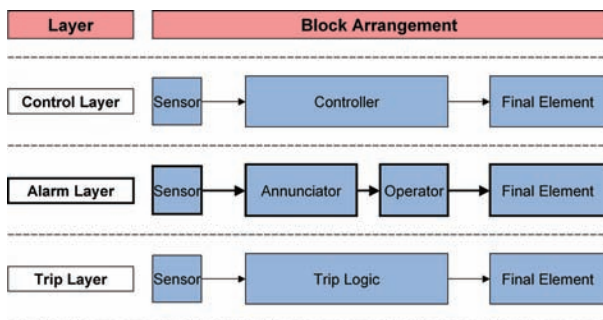 Layer Block Arrangement
Control Layer Sensor Controller Final Element
Alarm Layer Sensor Annunciator Operator Final Element
Trip Layer Sensor Trip Logic Final Element